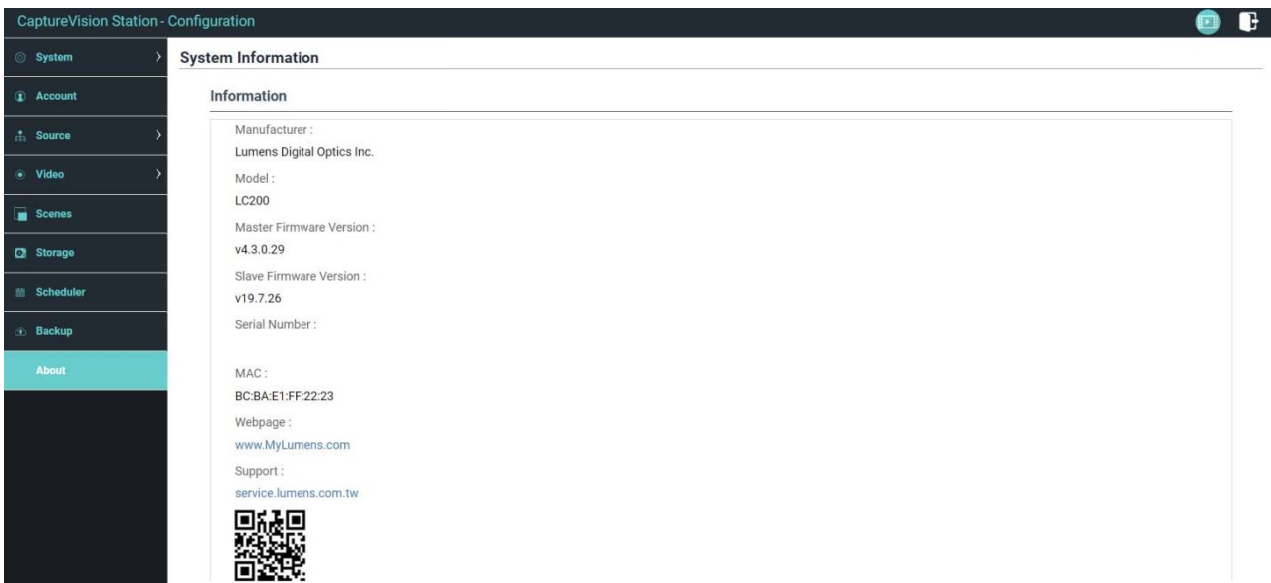 CaptureVision Station - Configuration
System
Account
Source
Video
Scenes
Storage
Scheduler
Backup
About
System Information
Information
Manufacturer :
Lumens Digital Optics Inc.
Model :
LC200
Master Firmware Version :
v4.3.0.29
Slave Firmware Version :
v19.7.26
Serial Number :
MAC :
BC:BA:E1:FF:22:23
Webpage :
www.MyLumens.com
Support :
service.lumens.com.tw